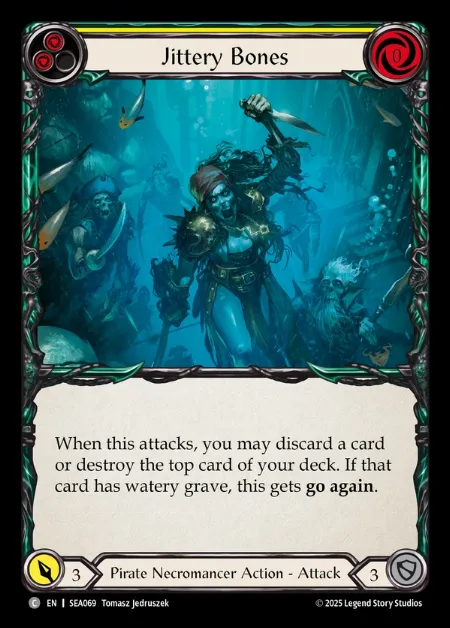 Jittery Bones
0
When this attacks, you may discard a card
or destroy the top card of your deck. If that
card has watery grave, this gets go again.
3 Pirate Necromancer Action - Attack 3
C EN | SEA069 Tomasz Jedruszek © 2025 Legend Story Studios